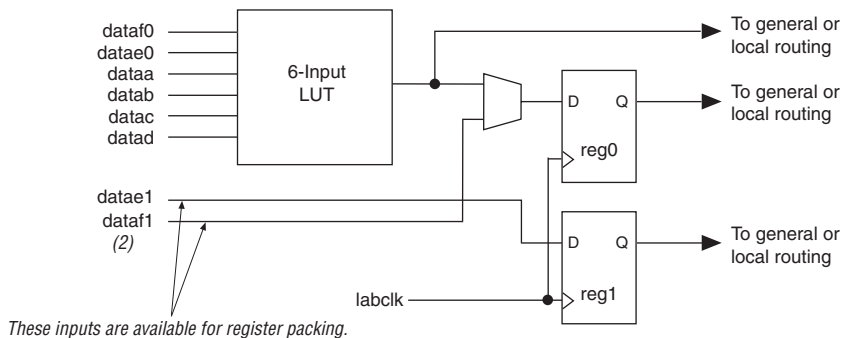 dataf0
datae0
dataa
datab
datac
datad
6-Input
LUT
To general or
local routing
D Q
reg0
To general or
local routing
datae1
dataf1
(2)
D Q
reg1
To general or
local routing
labclk
These inputs are available for register packing.